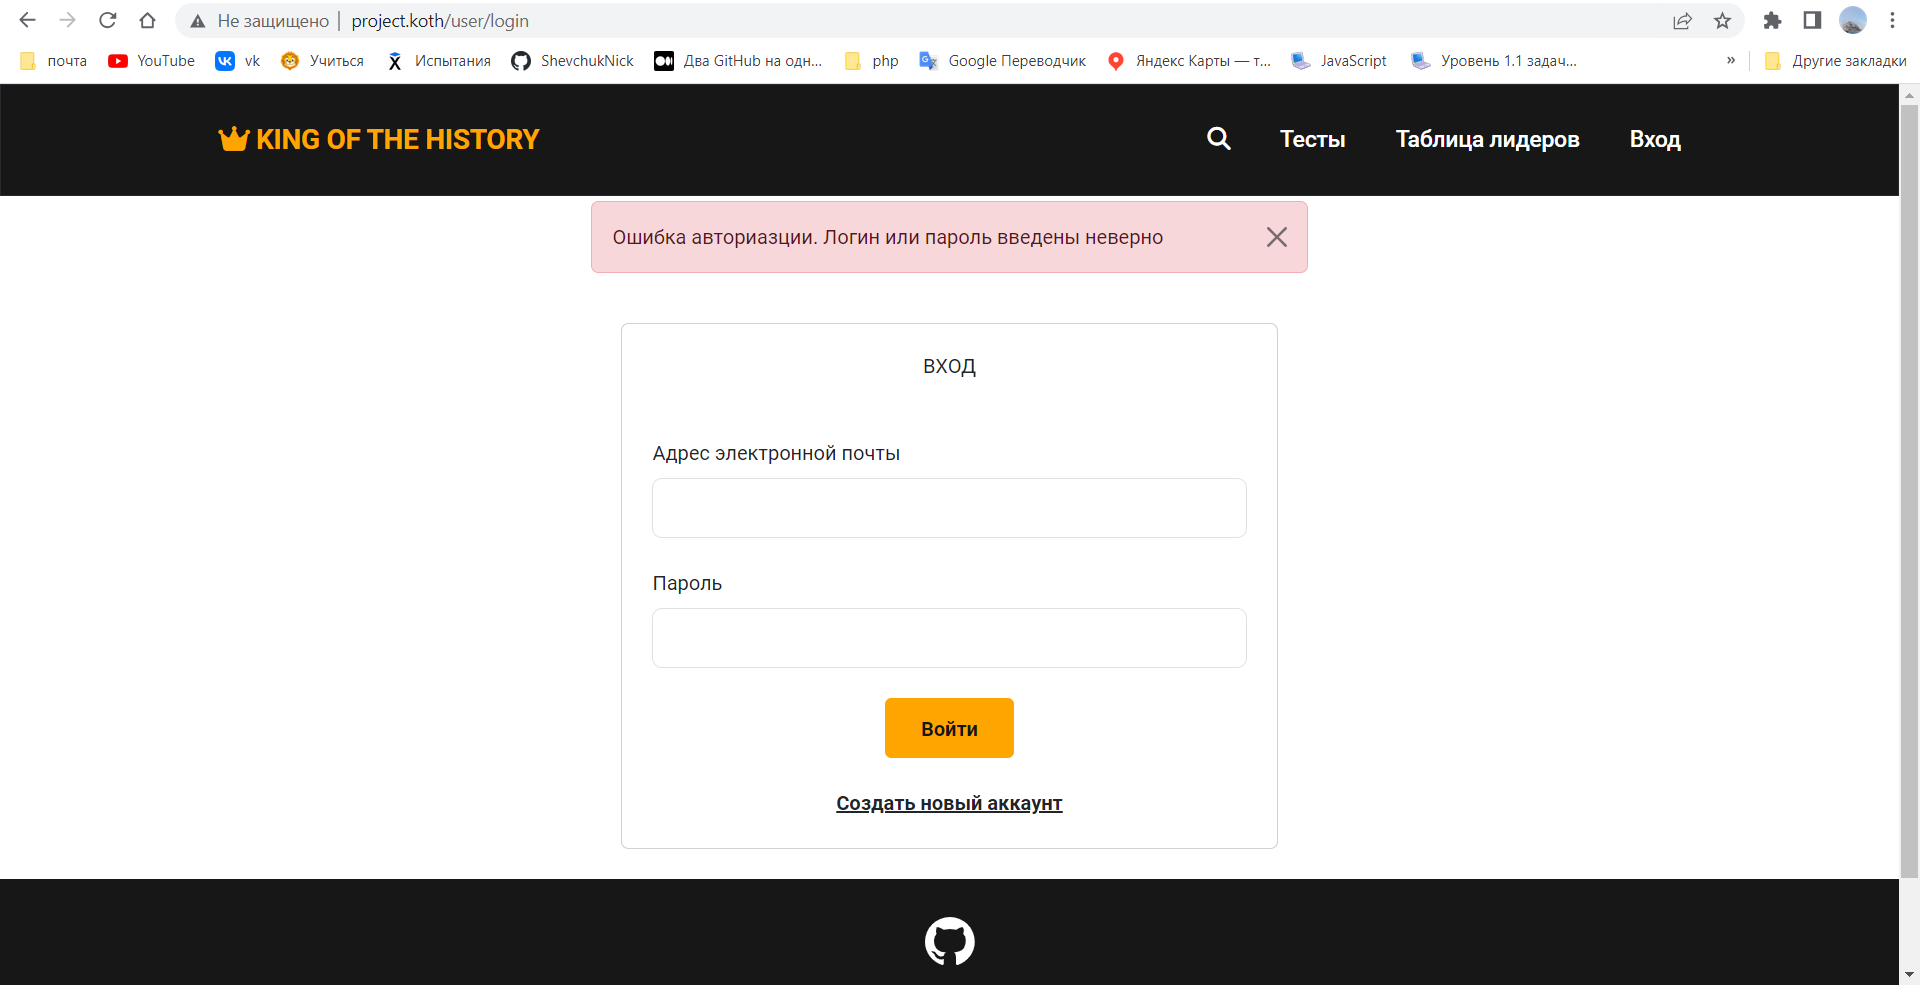 Не защищено | project.koth/user/login
почта YouTube vk Учиться Испытания ShevchukNick Два GitHub на одн... php Google Переводчик Яндекс Карты — т... JavaScript Уровень 1.1 задач... » Другие закладки
KING OF THE HISTORY Тесты Таблица лидеров Вход
Ошибка авториазции. Логин или пароль введены неверно
ВХОД
Адрес электронной почты
Пароль
Войти
Создать новый аккаунт